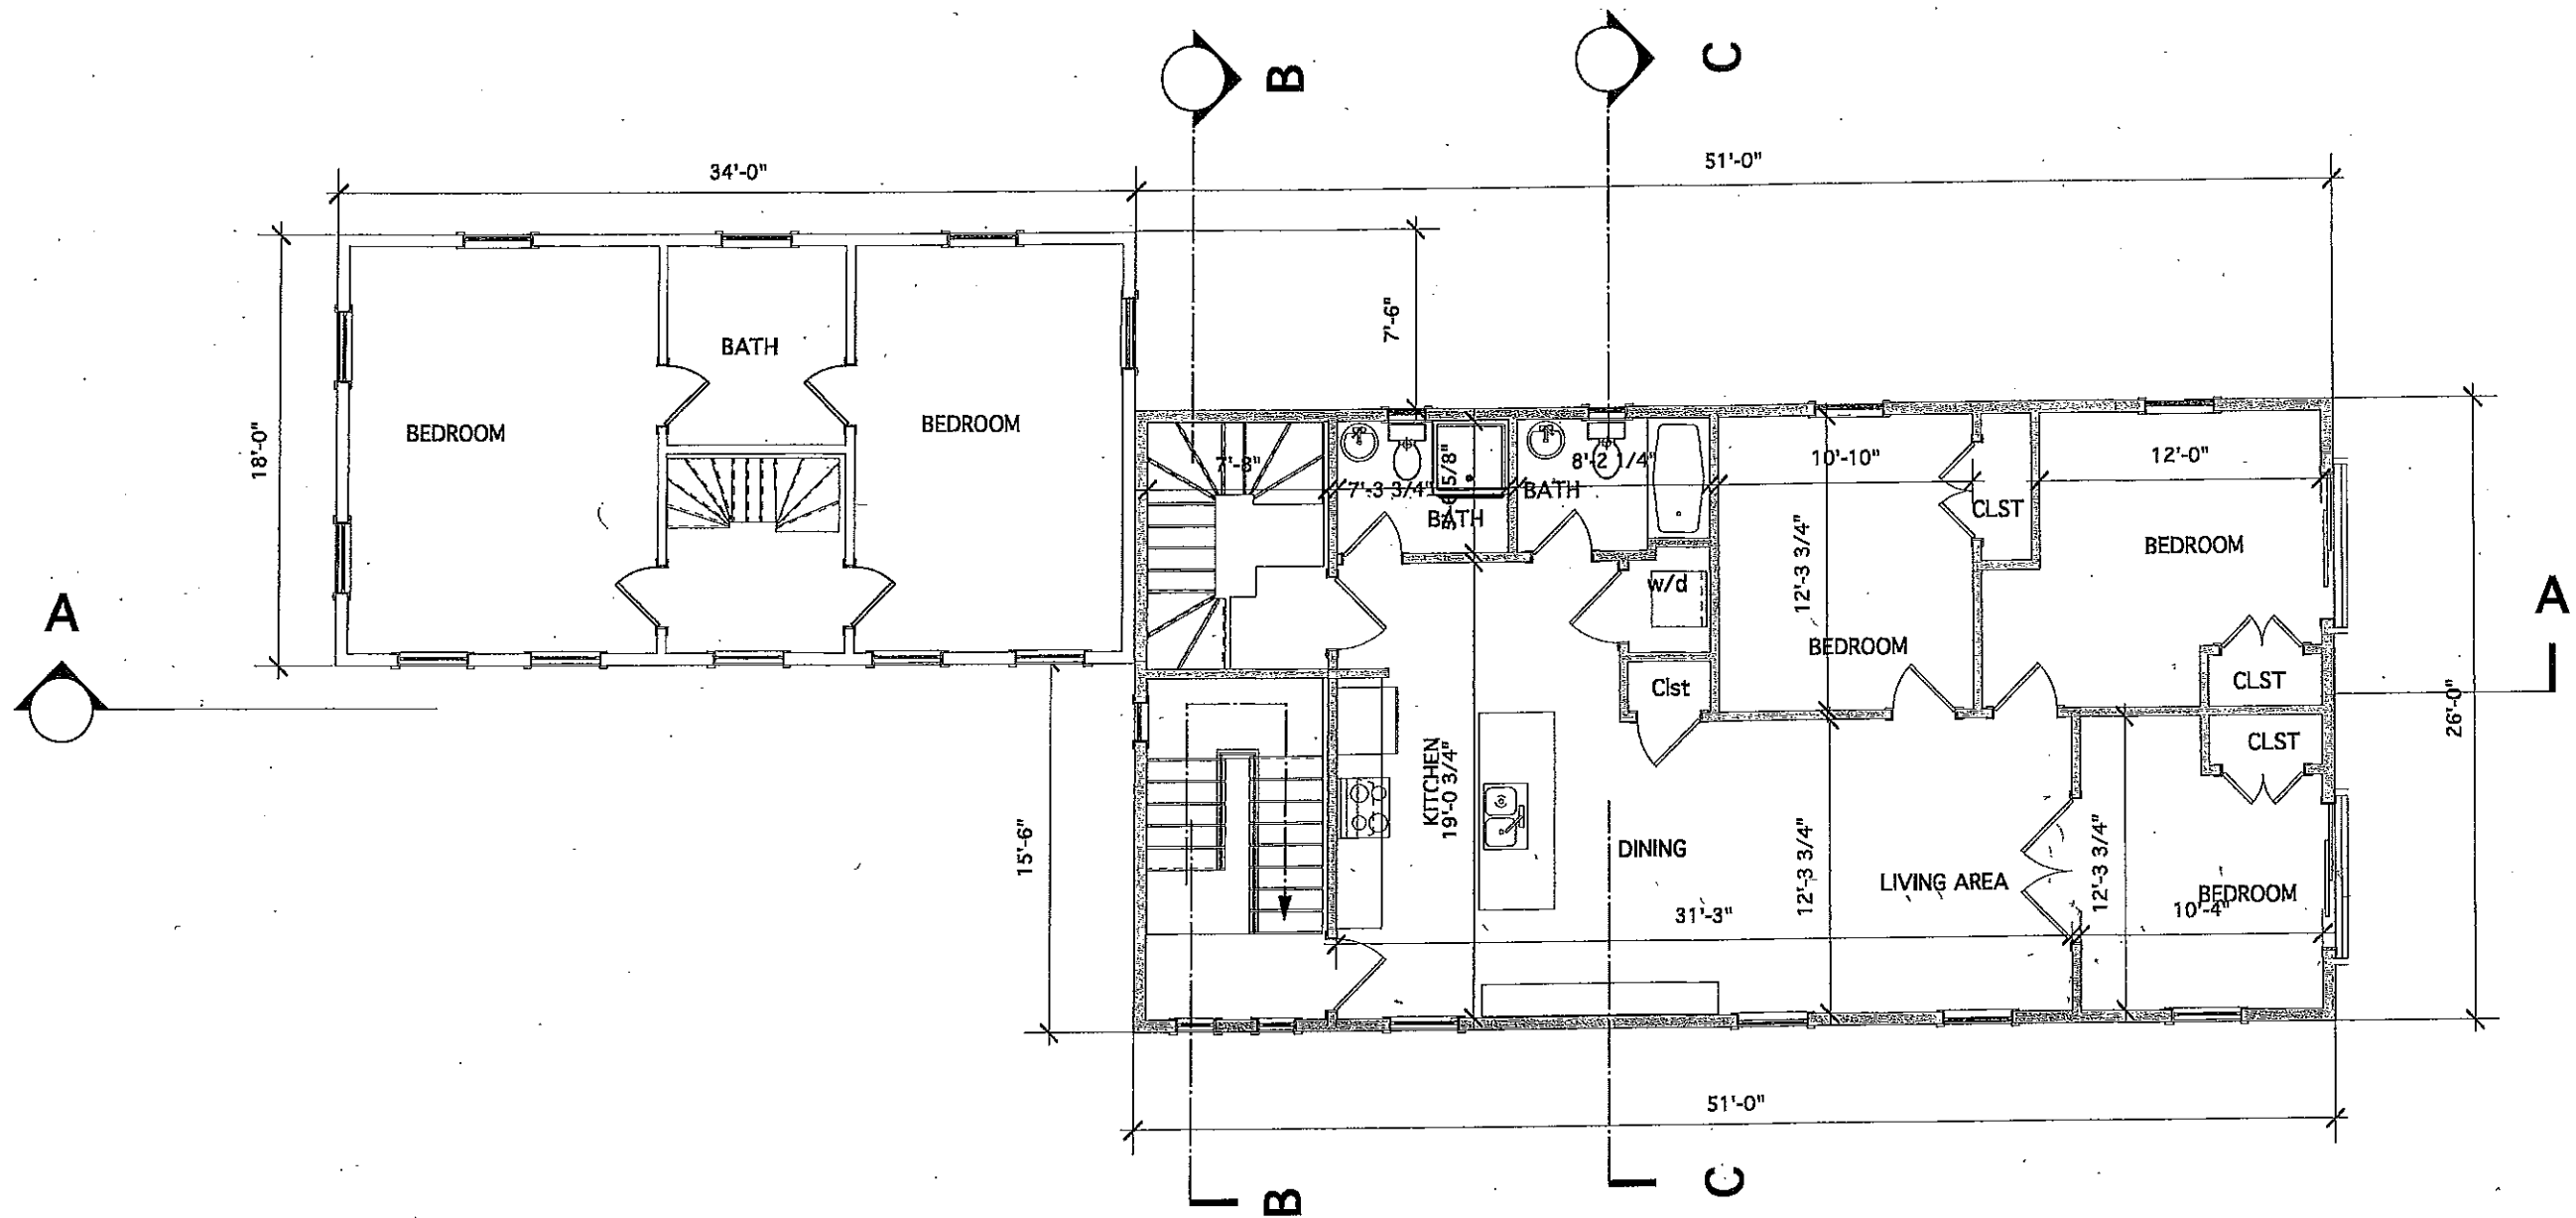 B
C
34'-0"
51'-0"
7'-6"
18'-0"
BATH
BEDROOM
BEDROOM
7'-8"
7'-3 3/4"
BATH
8'-2 1/4"
BATH
10'-10"
12'-0"
CLST
BEDROOM
12'-3 3/4"
w/d
BEDROOM
A
A
Clst
CLST
26'-0"
CLST
KITCHEN
19'-0 3/4"
15'-6"
DINING
12'-3 3/4"
LIVING AREA
12'-3 3/4"
BEDROOM
10'-4"
31'-3"
51'-0"
B
C